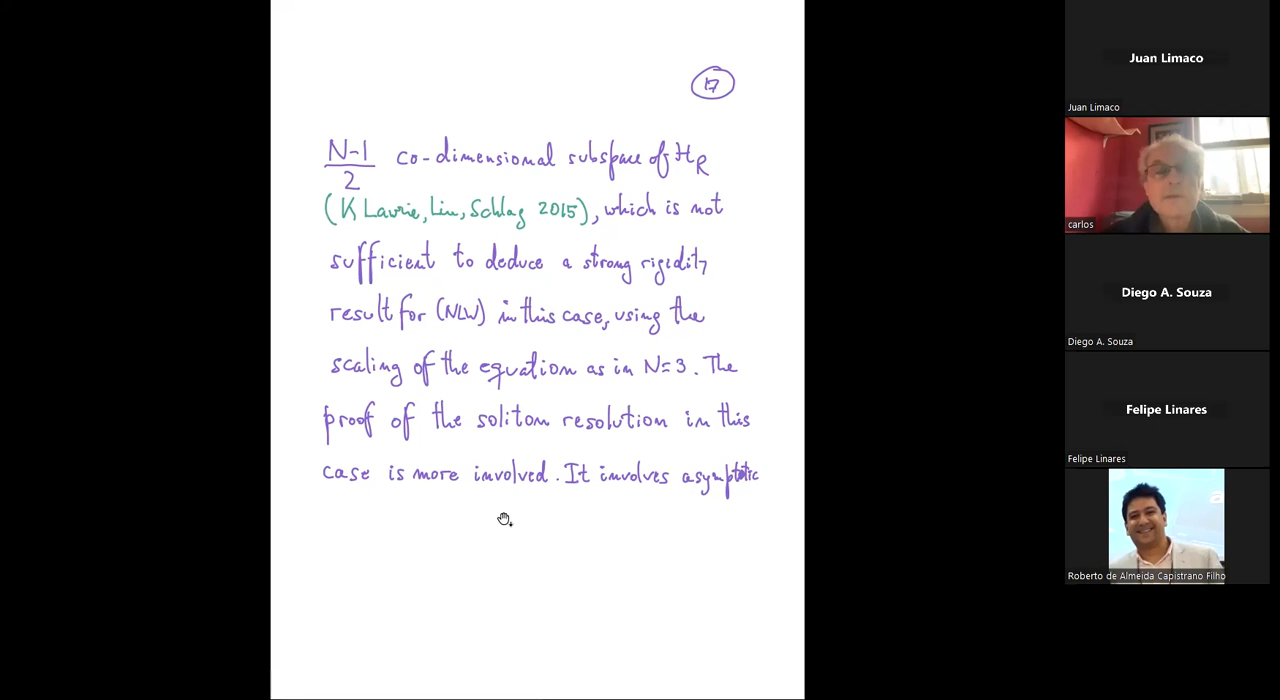 17
N-1/2 co-dimensional subspace of H_R
(K Lawrie, Liu, Schlag 2015), which is not
sufficient to deduce a strong rigidity
result for (NLW) in this case, using the
scaling of the equation as in N=3. The
proof of the soliton resolution in this
case is more involved. It involves asymptotic
Juan Limaco
Juan Limaco
carlos
Diego A. Souza
Diego A. Souza
Felipe Linares
Felipe Linares
Roberto de Almeida Capistrano Filho